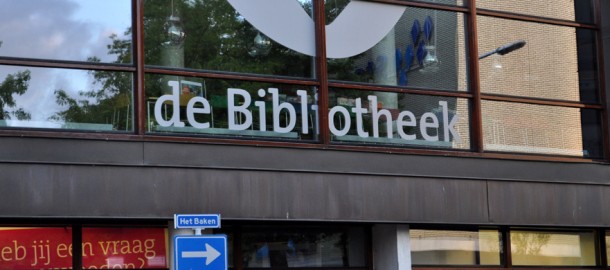 de Bibliotheek
Het Baken
eb jij een vraag